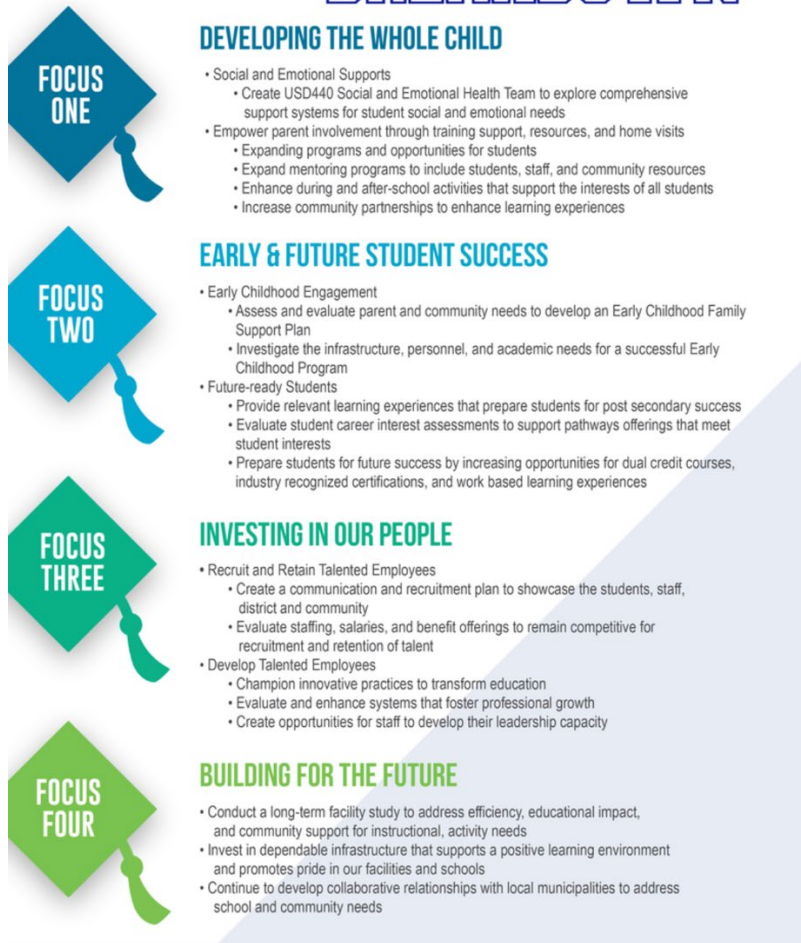 DEVELOPING THE WHOLE CHILD
FOCUS
ONE
• Social and Emotional Supports
• Create USD440 Social and Emotional Health Team to explore comprehensive
support systems for student social and emotional needs
• Empower parent involvement through training support, resources, and home visits
• Expanding programs and opportunities for students
• Expand mentoring programs to include students, staff, and community resources
• Enhance during and after-school activities that support the interests of all students
• Increase community partnerships to enhance learning experiences
EARLY & FUTURE STUDENT SUCCESS
FOCUS
TWO
• Early Childhood Engagement
• Assess and evaluate parent and community needs to develop an Early Childhood Family
Support Plan
• Investigate the infrastructure, personnel, and academic needs for a successful Early
Childhood Program
• Future-ready Students
• Provide relevant learning experiences that prepare students for post secondary success
• Evaluate student career interest assessments to support pathways offerings that meet
student interests
• Prepare students for future success by increasing opportunities for dual credit courses,
industry recognized certifications, and work based learning experiences
INVESTING IN OUR PEOPLE
FOCUS
THREE
• Recruit and Retain Talented Employees
• Create a communication and recruitment plan to showcase the students, staff,
district and community
• Evaluate staffing, salaries, and benefit offerings to remain competitive for
recruitment and retention of talent
• Develop Talented Employees
• Champion innovative practices to transform education
• Evaluate and enhance systems that foster professional growth
• Create opportunities for staff to develop their leadership capacity
BUILDING FOR THE FUTURE
FOCUS
FOUR
• Conduct a long-term facility study to address efficiency, educational impact,
and community support for instructional, activity needs
• Invest in dependable infrastructure that supports a positive learning environment
and promotes pride in our facilities and schools
• Continue to develop collaborative relationships with local municipalities to address
school and community needs